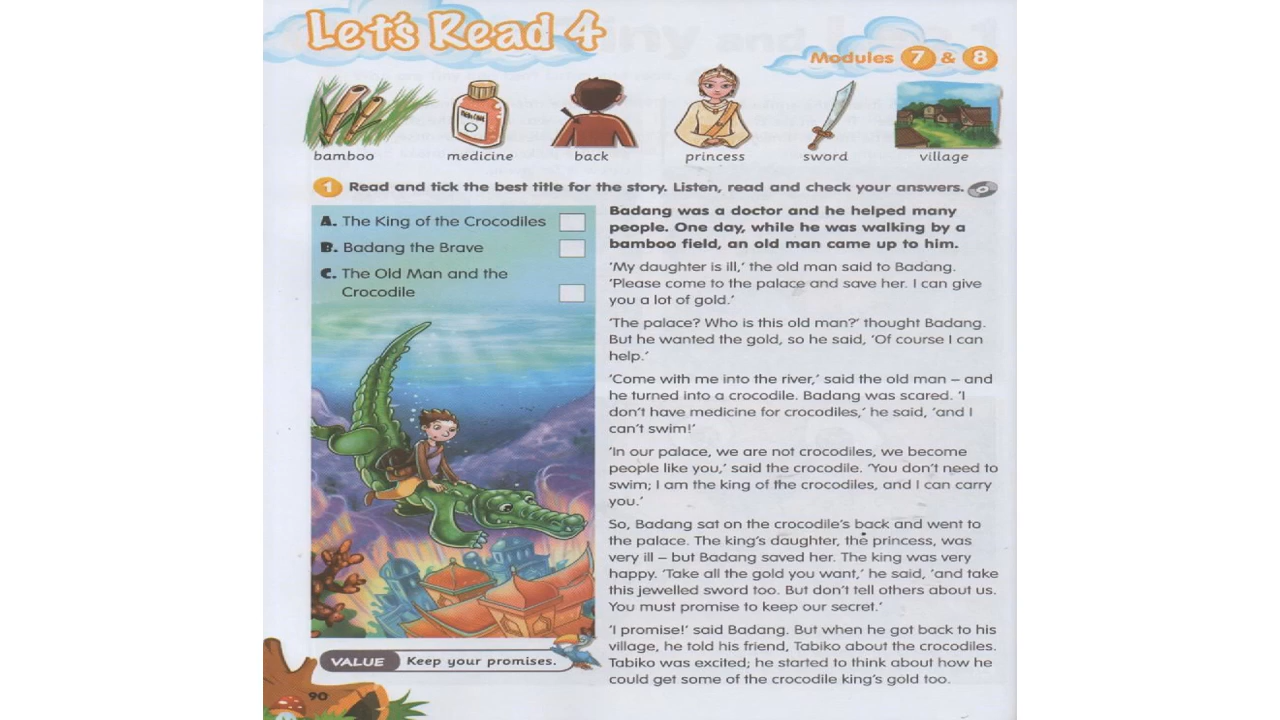 Let's Read 4
Modules 7 & 8
bamboo
medicine
back
princess
sword
village
1 Read and tick the best title for the story. Listen, read and check your answers.
A. The King of the Crocodiles
B. Badang the Brave
C. The Old Man and the
Crocodile
Badang was a doctor and he helped many
people. One day, while he was walking by a
bamboo field, an old man came up to him.
'My daughter is ill,' the old man said to Badang.
'Please come to the palace and save her. I can give
you a lot of gold.'
'The palace? Who is this old man?' thought Badang.
But he wanted the gold, so he said, 'Of course I can
help.'
'Come with me into the river,' said the old man – and
he turned into a crocodile. Badang was scared. 'I
don't have medicine for crocodiles,' he said, 'and I
can't swim!'
'In our palace, we are not crocodiles, we become
people like you,' said the crocodile. 'You don't need to
swim; I am the king of the crocodiles, and I can carry
you.'
So, Badang sat on the crocodile's back and went to
the palace. The king's daughter, the princess, was
very ill – but Badang saved her. The king was very
happy. 'Take all the gold you want,' he said, 'and take
this jewelled sword too. But don't tell others about us.
You must promise to keep our secret.'
'I promise!' said Badang. But when he got back to his
village, he told his friend, Tabiko about the crocodiles.
Tabiko was excited; he started to think about how he
could get some of the crocodile king's gold too.
VALUE Keep your promises.
90